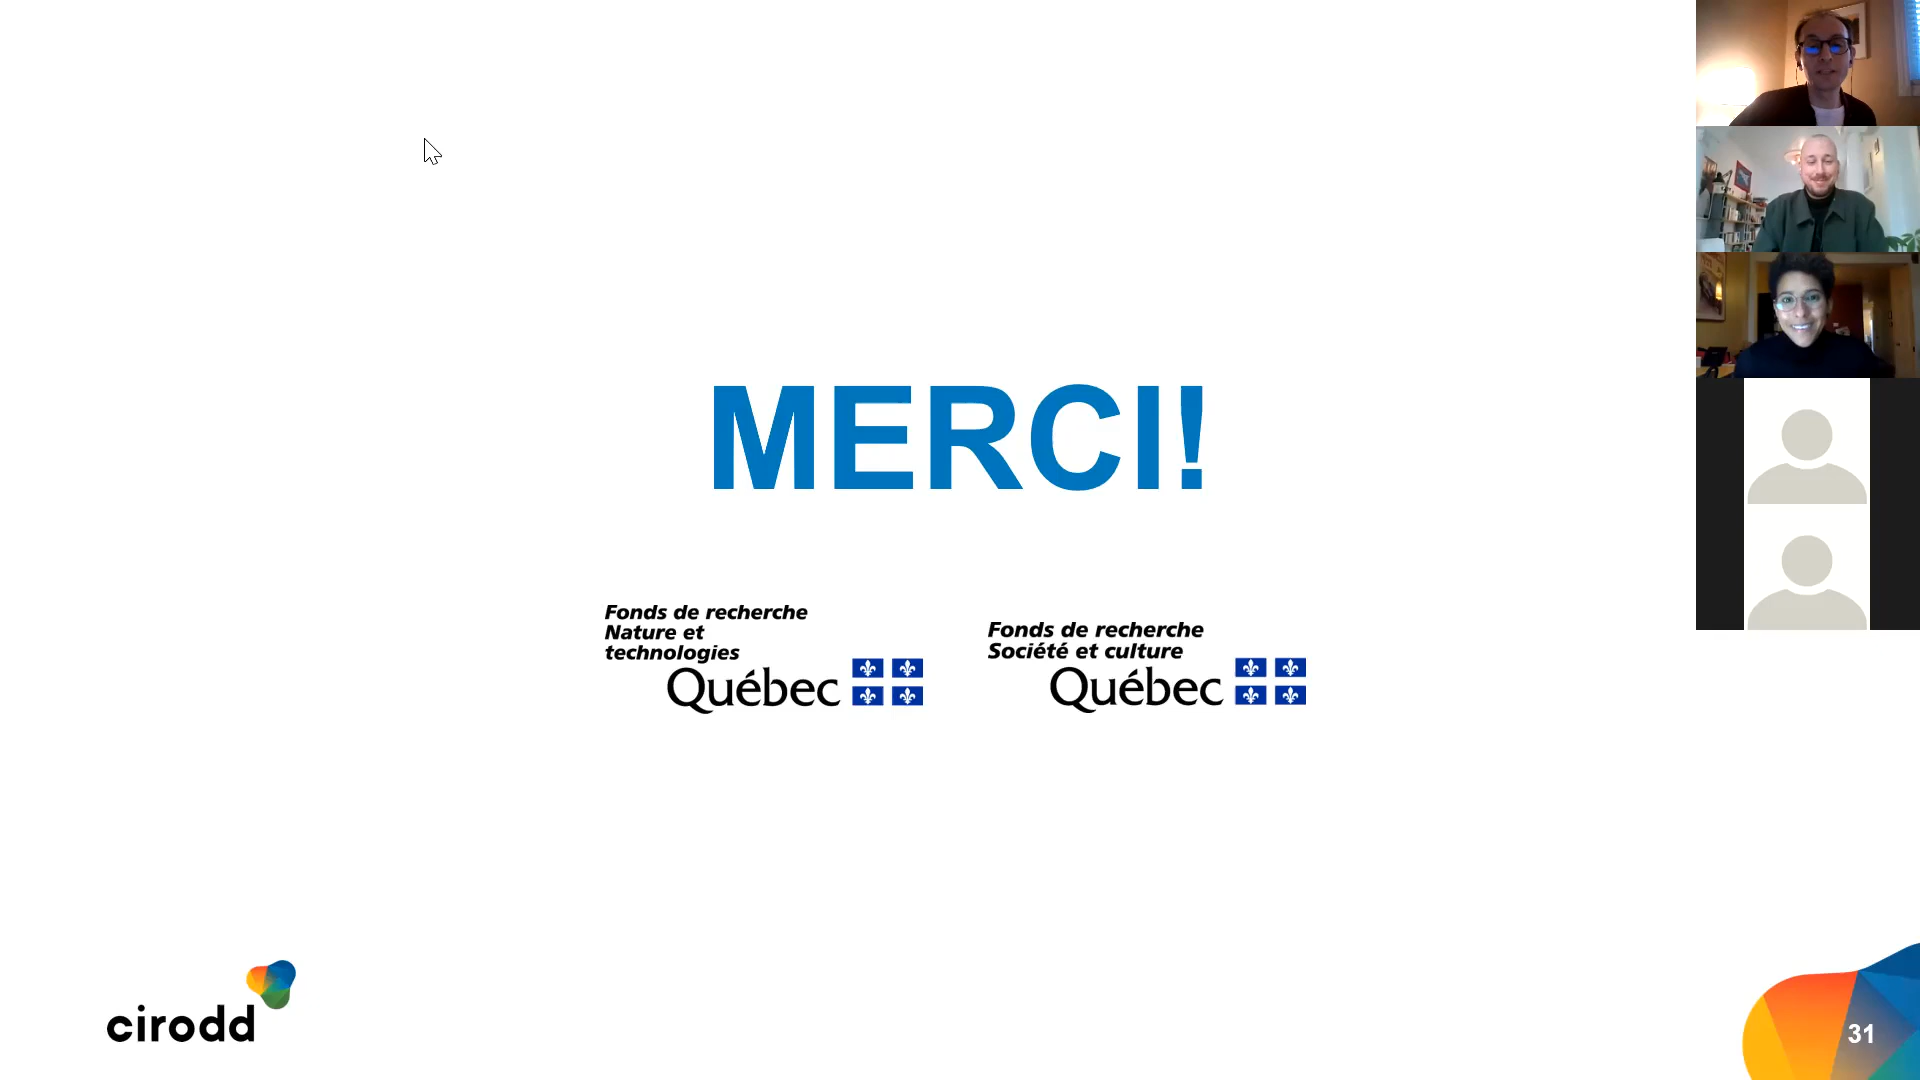 MERCI!
Fonds de recherche
Nature et
technologies
Québec
Fonds de recherche
Société et culture
Québec
cirodd
31